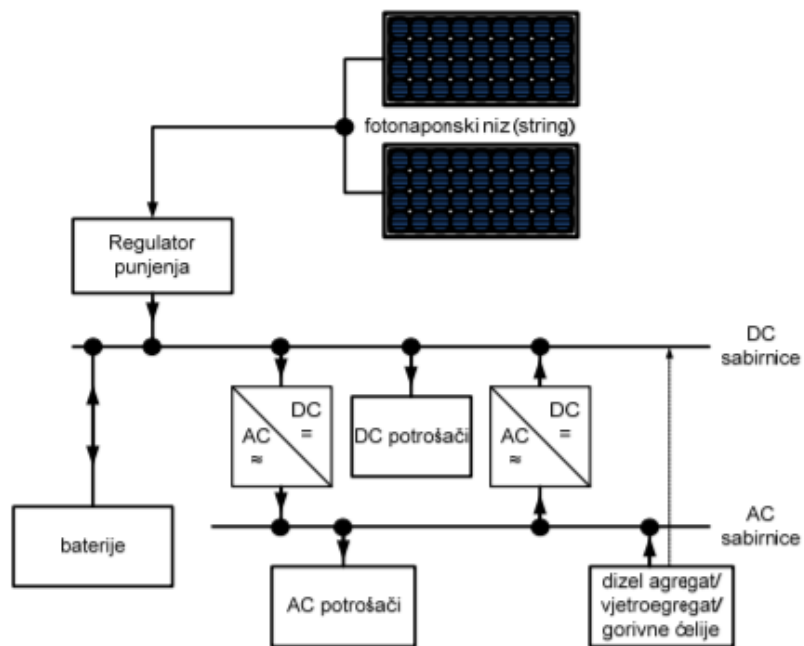 fotonaponski niz (string)
Regulator
punjenja
DC
sabirnice
DC
=
AC
≈
DC potrošači
DC
=
AC
≈
baterije
AC
sabirnice
AC potrošači
dizel agregat/
vjetroegregat/
gorivne ćelije